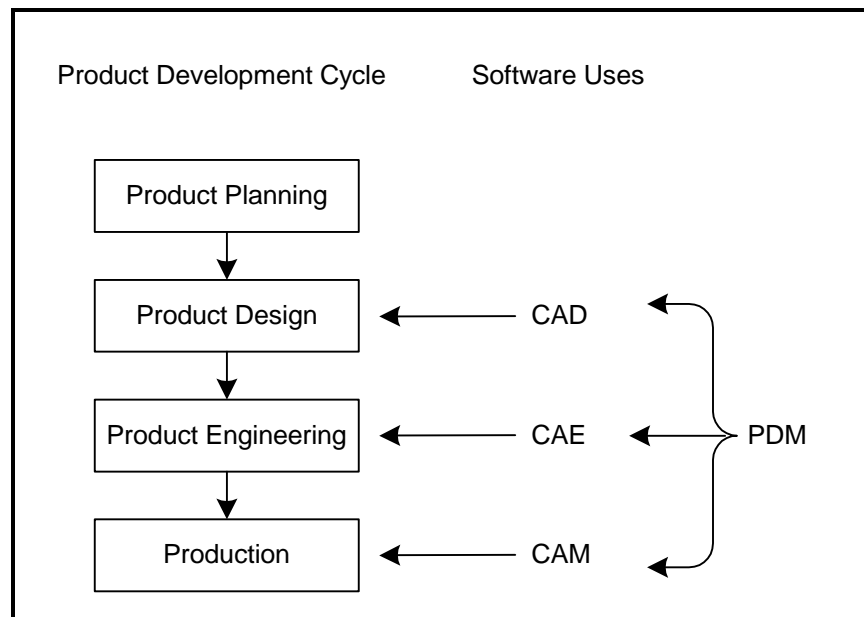 Product Development Cycle
Software Uses
Product Planning
Product Design
CAD
Product Engineering
CAE
PDM
Production
CAM